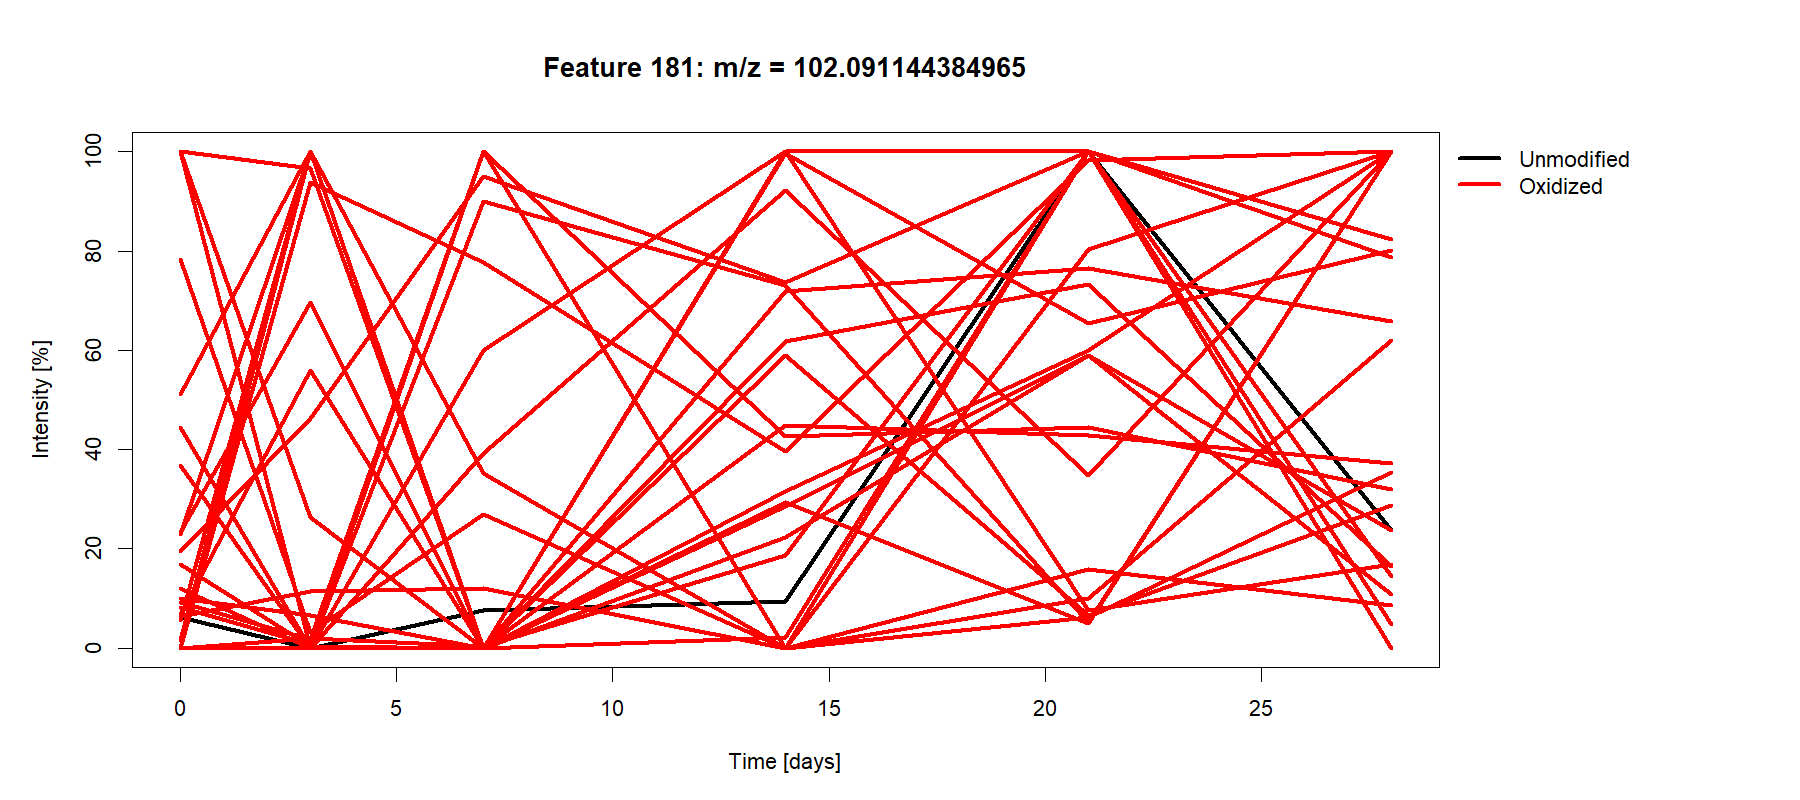 Feature 181: m/z = 102.091144384965
Unmodified
Oxidized
100
80
60
40
20
0
Intensity [%]
0 5 10 15 20 25
Time [days]